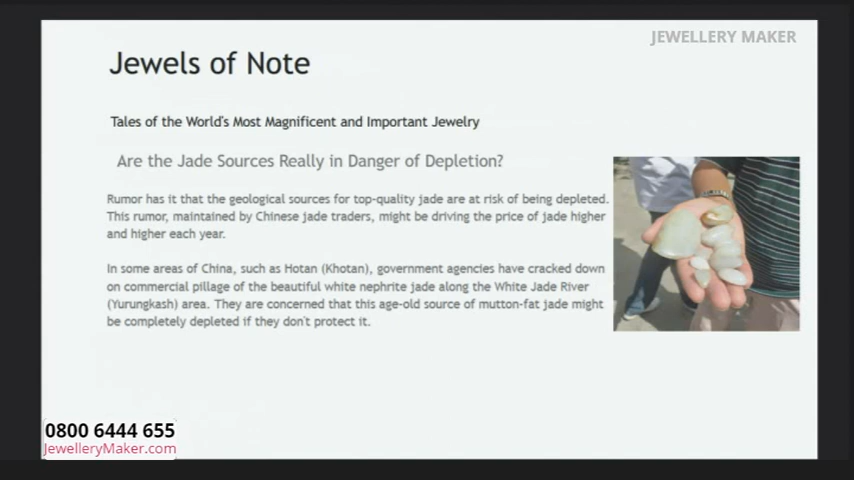 JEWELLERY MAKER
Jewels of Note
Tales of the World's Most Magnificent and Important Jewelry
Are the Jade Sources Really in Danger of Depletion?
Rumor has it that the geological sources for top-quality jade are at risk of being depleted.
This rumor, maintained by Chinese jade traders, might be driving the price of jade higher
and higher each year.
In some areas of China, such as Hotan (Khotan), government agencies have cracked down
on commercial pillage of the beautiful white nephrite jade along the White Jade River
(Yurungkash) area. They are concerned that this age-old source of mutton-fat jade might
be completely depleted if they don't protect it.
0800 6444 655
JewelleryMaker.com